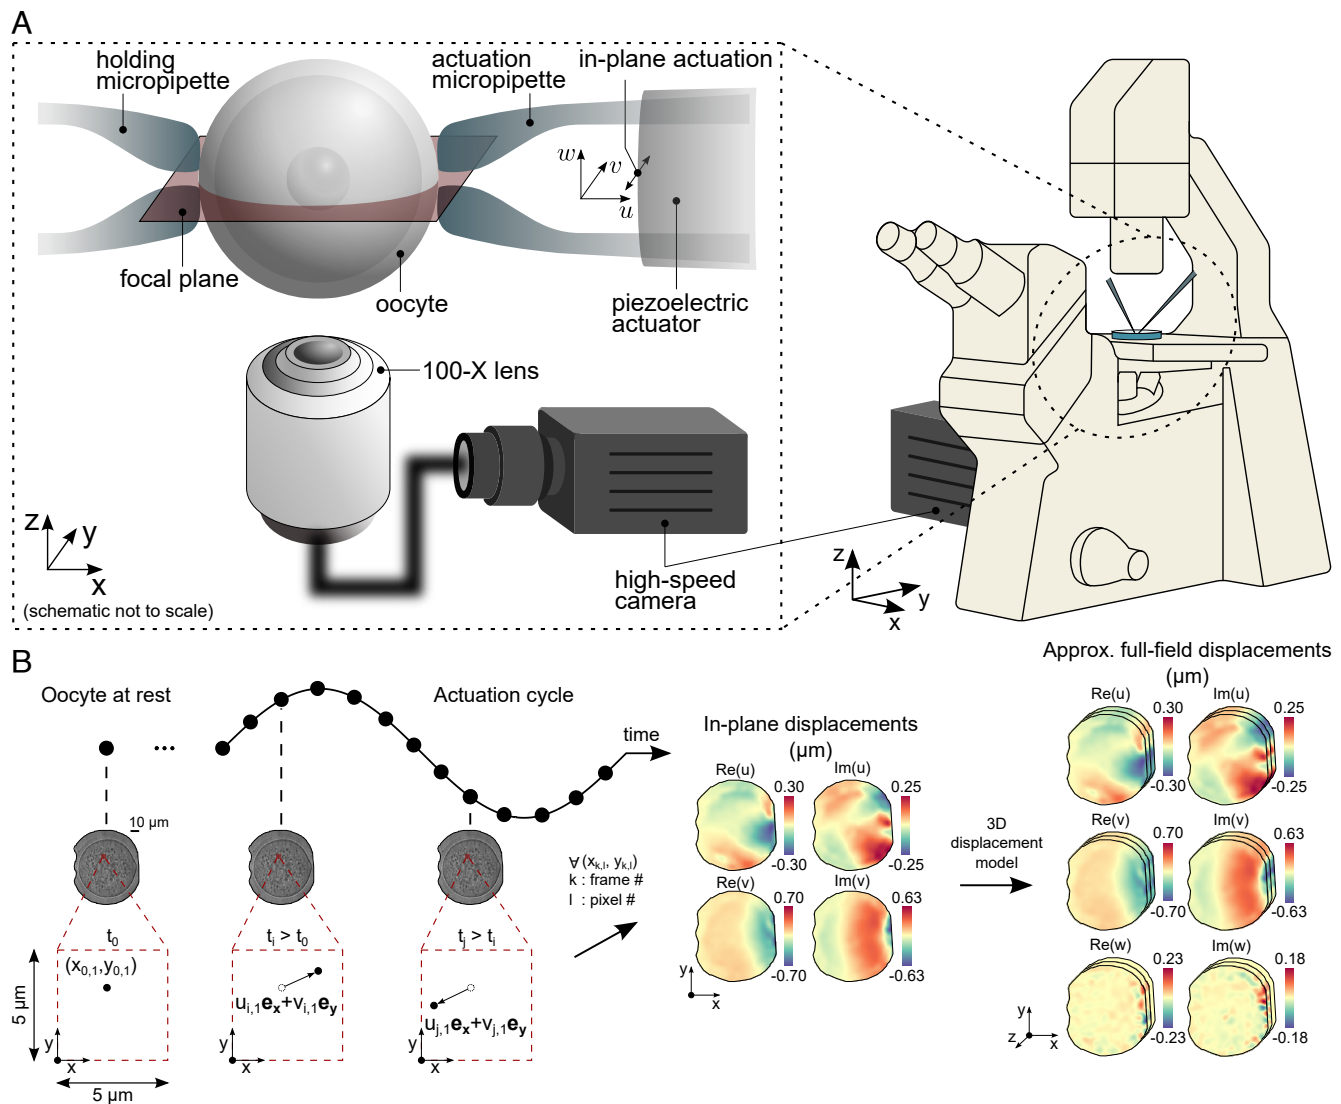 A
holding
micropipette
actuation
micropipette
in-plane actuation
w
v
u
focal plane
oocyte
piezoelectric
actuator
100-X lens
z
y
x
(schematic not to scale)
high-speed
camera
z
y
x
B
Oocyte at rest
...
Actuation cycle
time
10 µm
t0
ti > t0
tj > ti
(x0,1,y0,1)
ui,1ex+vi,1ey
uj,1ex+vj,1ey
5 µm
y
x
y
x
y
x
5 µm
∀ (xk,l, yk,l)
k : frame #
l : pixel #
In-plane displacements
(µm)
Re(u)
0.30
-0.30
Im(u)
0.25
-0.25
Re(v)
0.70
-0.70
Im(v)
0.63
-0.63
y
x
3D
displacement
model
Approx. full-field displacements
(µm)
Re(u)
0.30
-0.30
Im(u)
0.25
-0.25
Re(v)
0.70
-0.70
Im(v)
0.63
-0.63
Re(w)
0.23
-0.23
Im(w)
0.18
-0.18
y
z
x